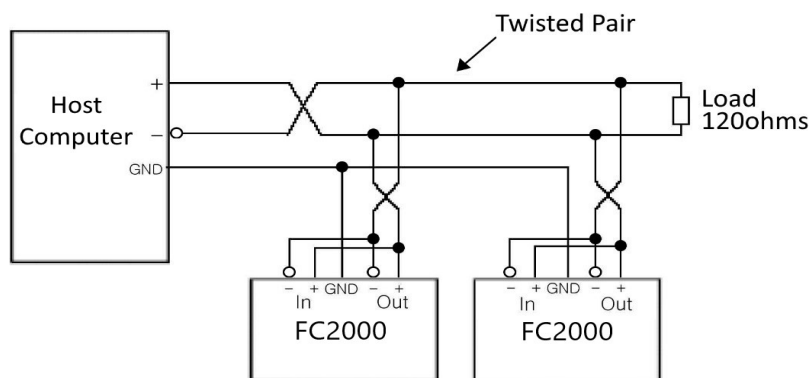 Twisted Pair
+
Host
Computer
−
GND
Load
120ohms
− + GND − +
In Out
FC2000
− + GND − +
In Out
FC2000